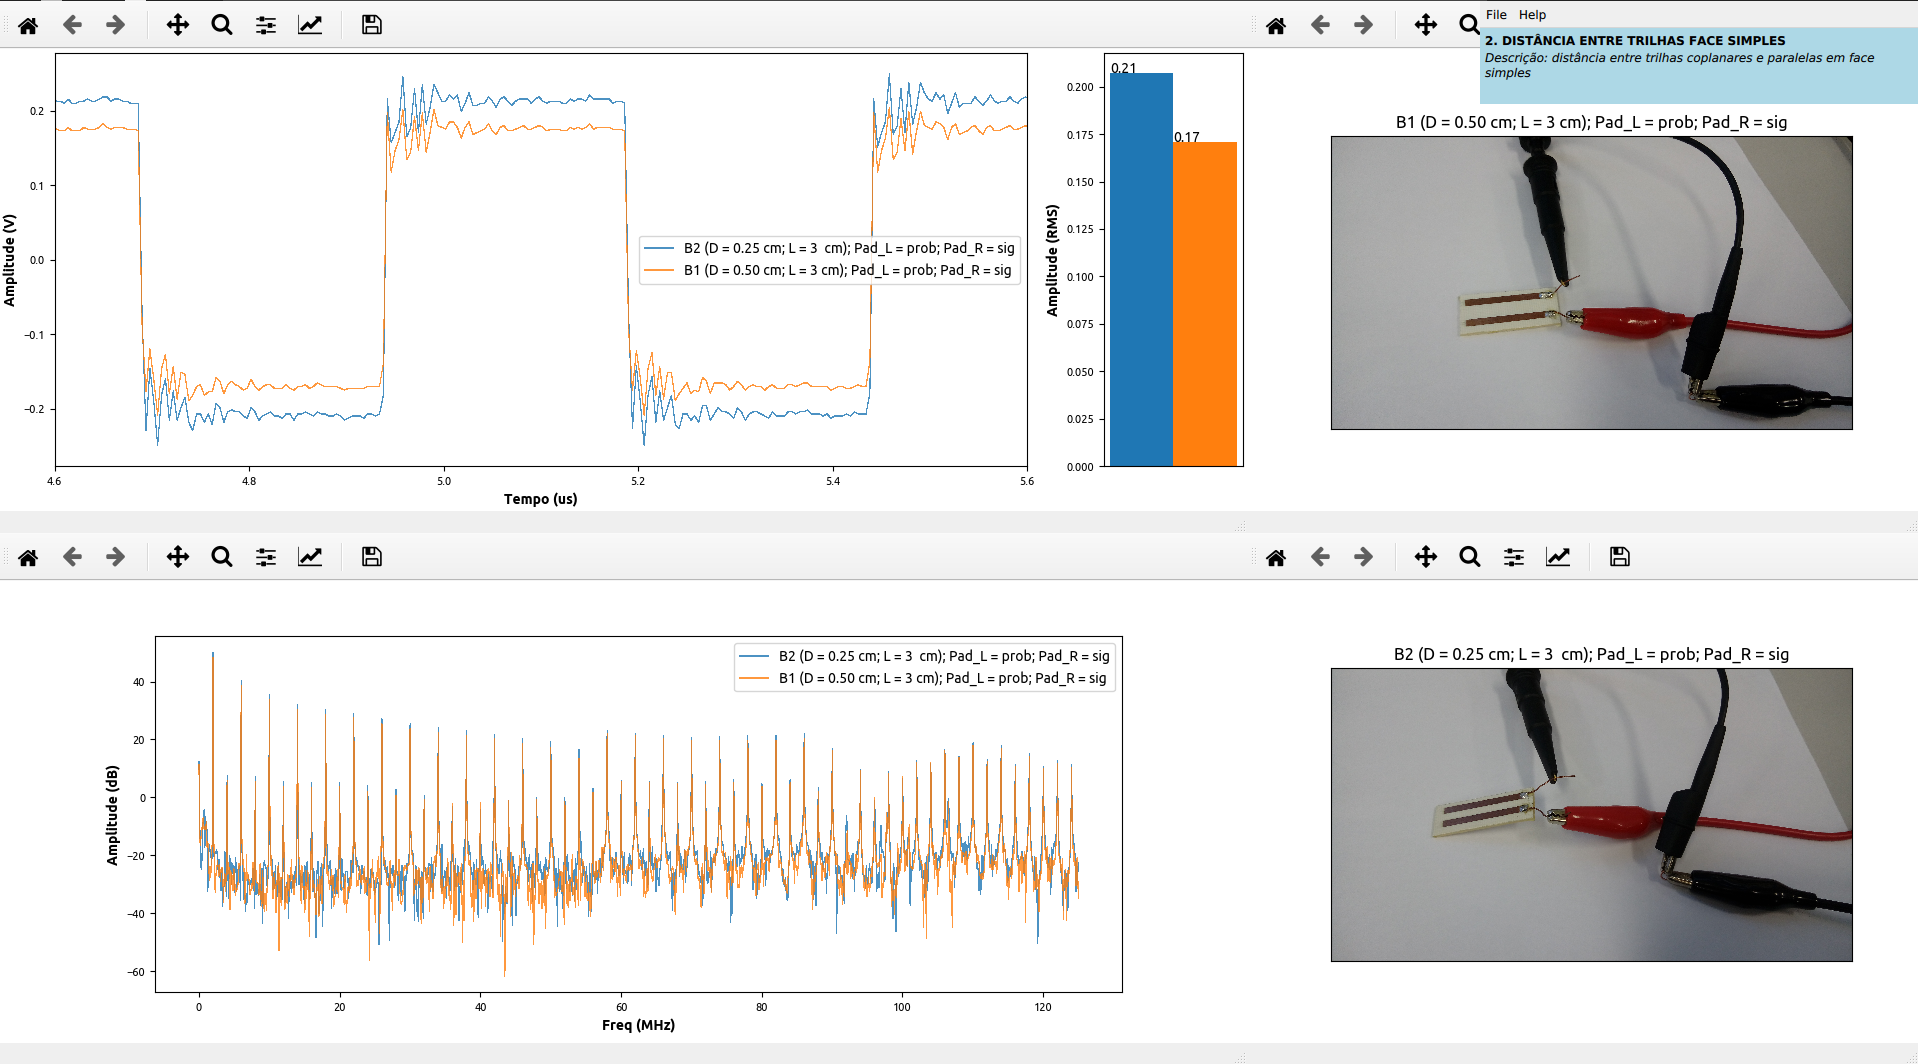 File Help
2. DISTÂNCIA ENTRE TRILHAS FACE SIMPLES
Descrição: distância entre trilhas coplanares e paralelas em face
simples
Amplitude (V)
0.2
0.1
0.0
−0.1
−0.2
4.6 4.8 5.0 5.2 5.4 5.6
Tempo (us)
B2 (D = 0.25 cm; L = 3  cm); Pad_L = prob; Pad_R = sig
B1 (D = 0.50 cm; L = 3 cm); Pad_L = prob; Pad_R = sig
Amplitude (RMS)
0.200
0.175
0.150
0.125
0.100
0.075
0.050
0.025
0.000
0.21
0.17
B1 (D = 0.50 cm; L = 3 cm); Pad_L = prob; Pad_R = sig
Amplitude (dB)
40
20
0
−20
−40
−60
0 20 40 60 80 100 120
Freq (MHz)
B2 (D = 0.25 cm; L = 3  cm); Pad_L = prob; Pad_R = sig
B1 (D = 0.50 cm; L = 3 cm); Pad_L = prob; Pad_R = sig
B2 (D = 0.25 cm; L = 3  cm); Pad_L = prob; Pad_R = sig